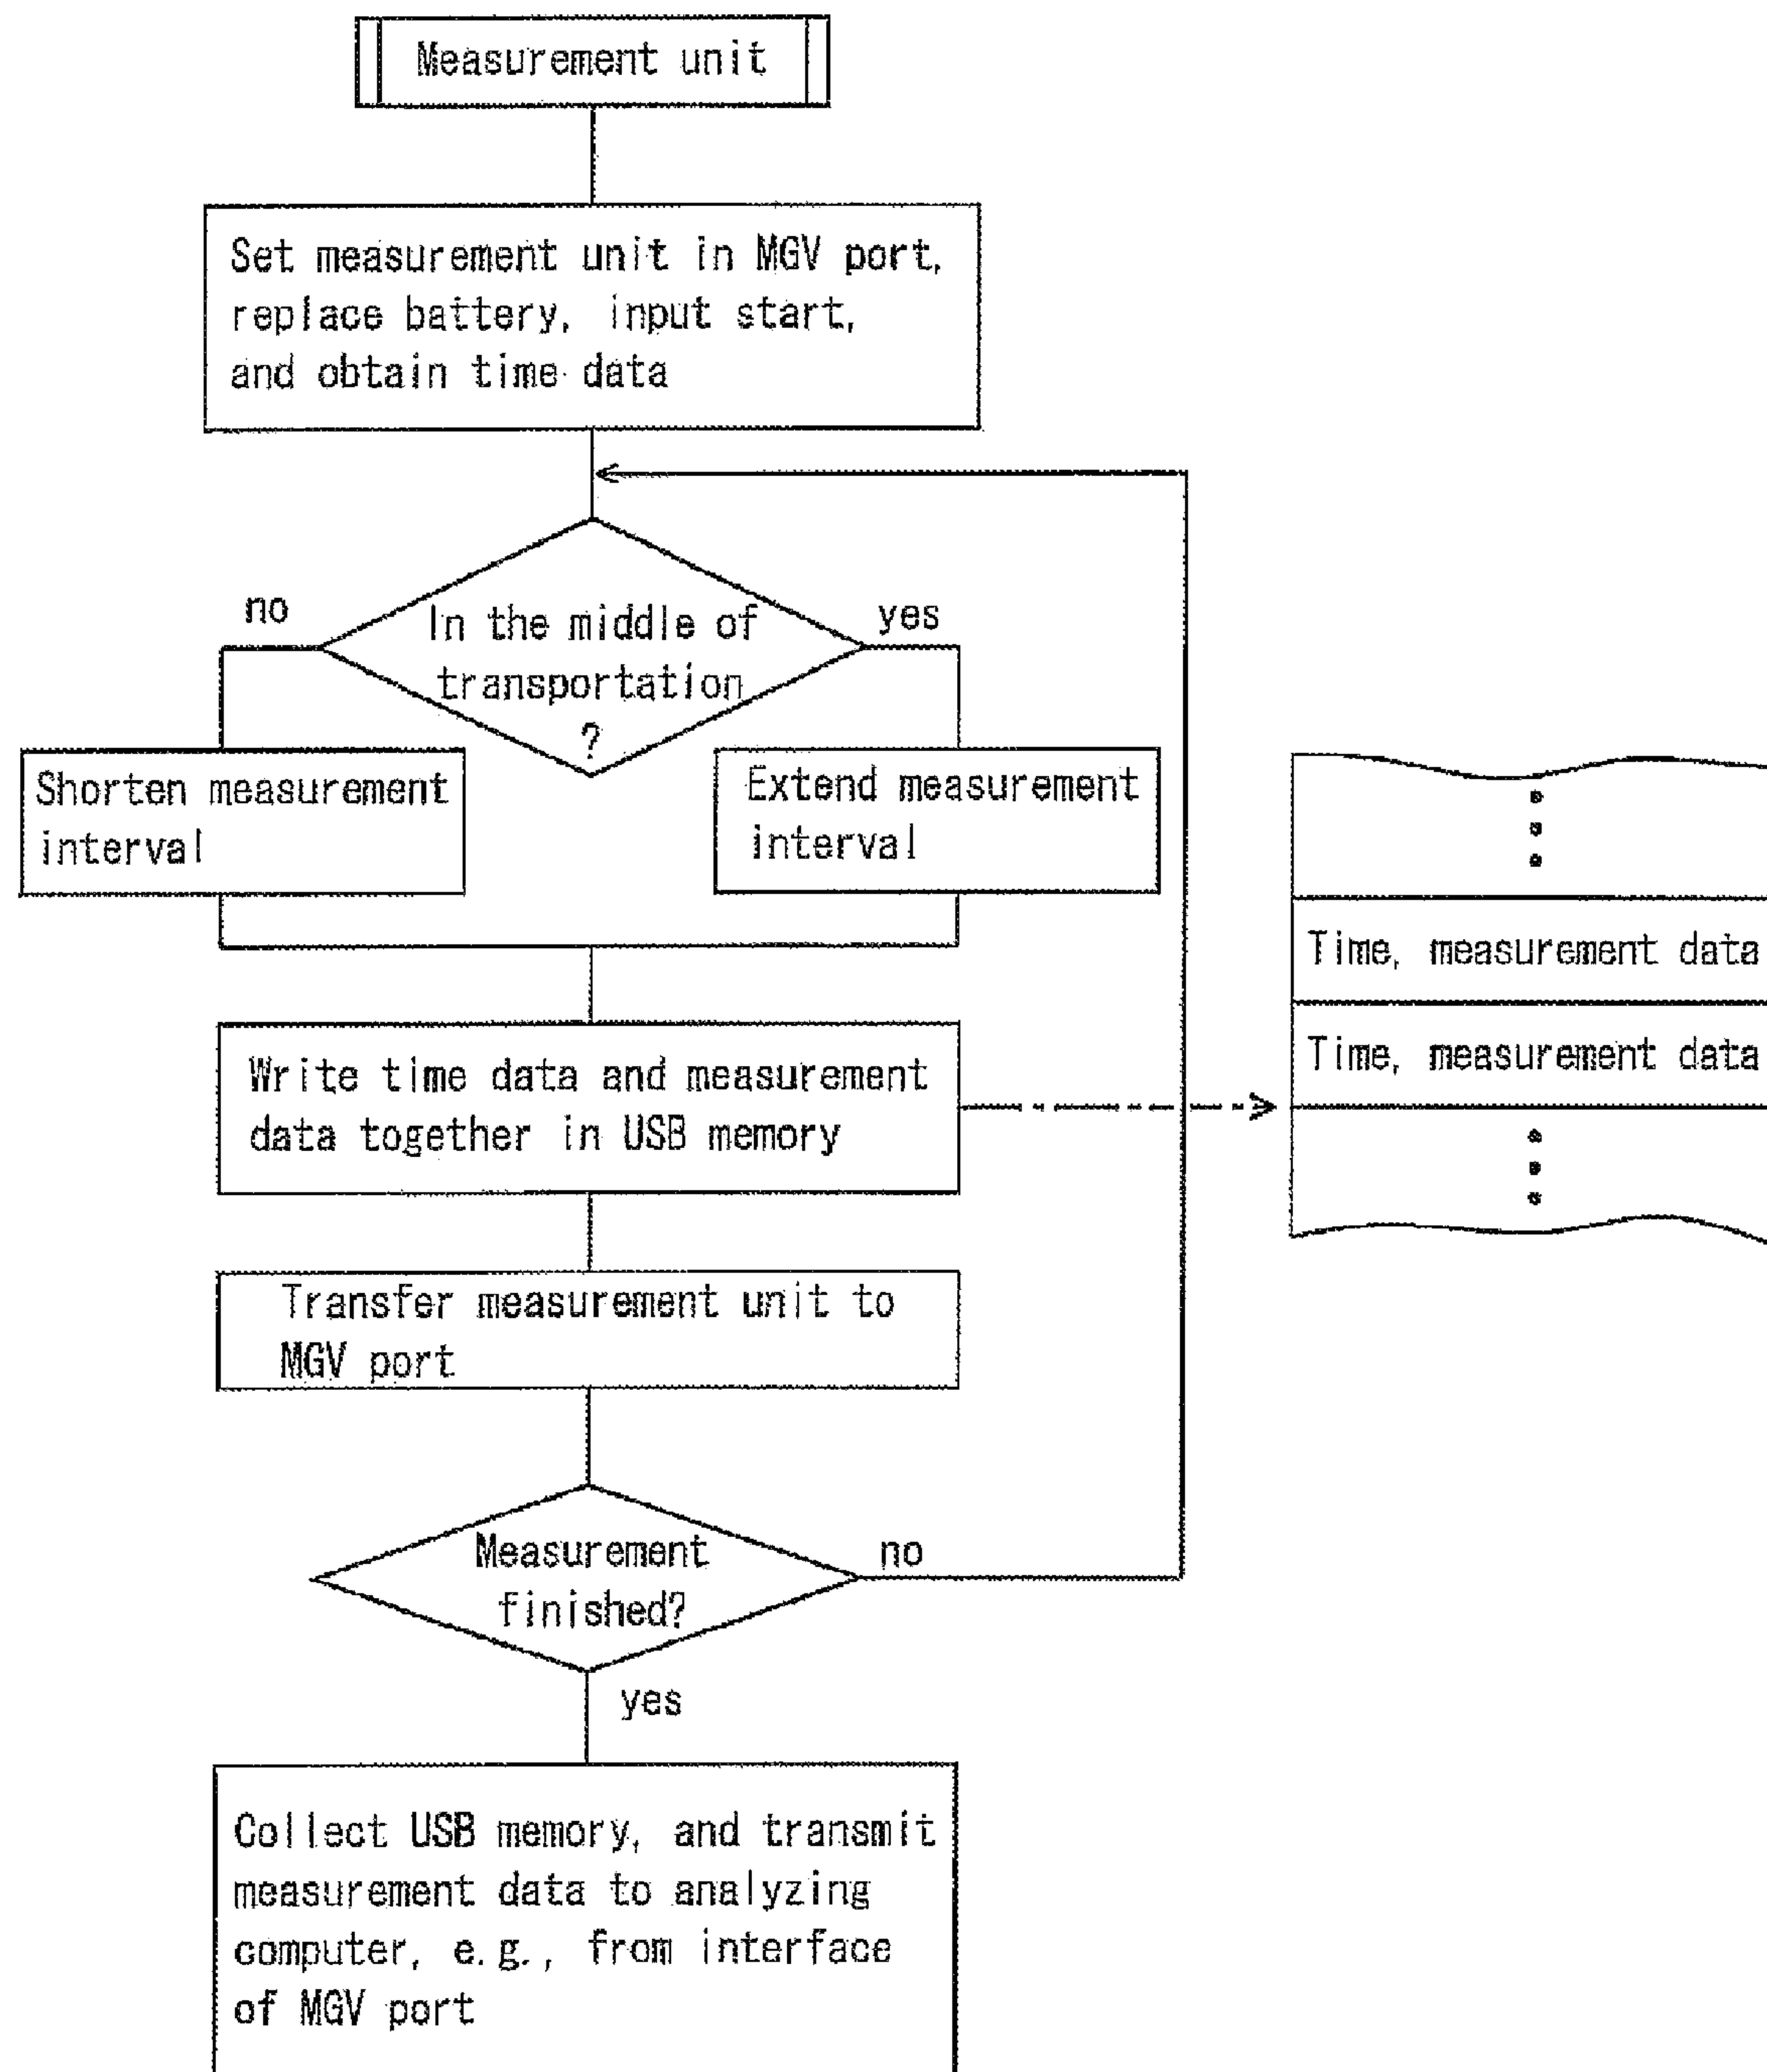 Measurement unit
Set measurement unit in MGV port,
replace battery, input start,
and obtain time data
no
In the middle of
transportation
?
yes
Shorten measurement
interval
Extend measurement
interval
Time, measurement data
Time, measurement data
Write time data and measurement
data together in USB memory
Transfer measurement unit to
MGV port
Measurement
finished?
no
yes
Collect USB memory, and transmit
measurement data to analyzing
computer, e.g., from interface
of MGV port